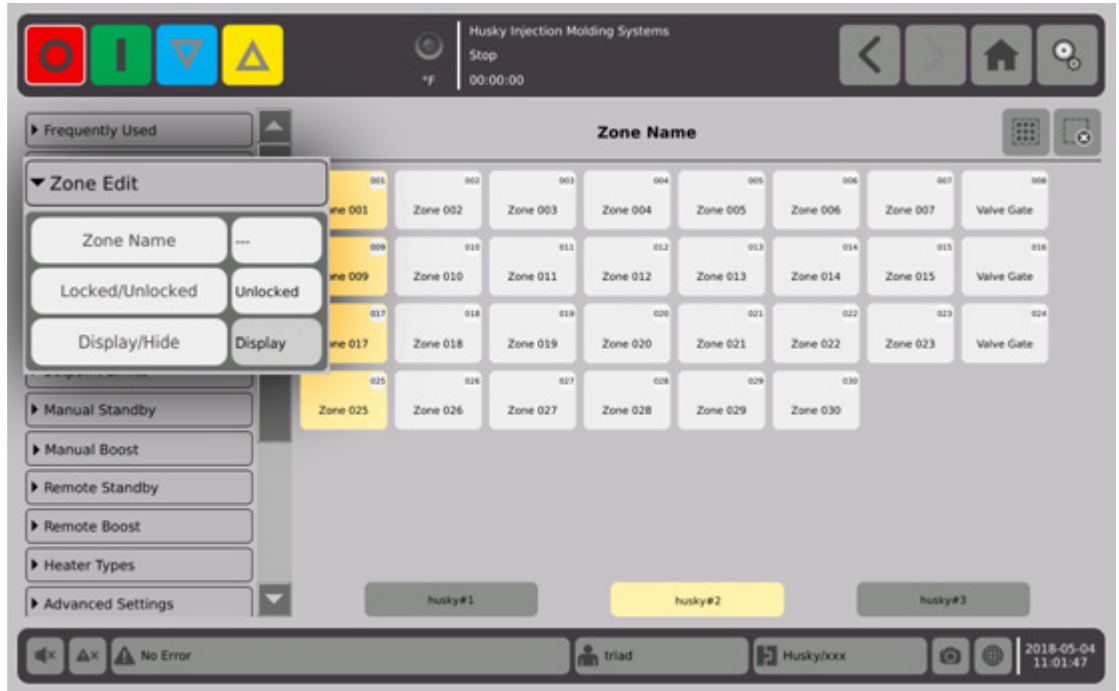 Husky Injection Molding Systems
Stop
°F
00:00:00
Frequently Used
Zone Name
Zone Edit
Zone Name
---
Locked/Unlocked
Unlocked
Display/Hide
Display
Manual Standby
Manual Boost
Remote Standby
Remote Boost
Heater Types
Advanced Settings
001 002 003 004 005 006 007 008
001 Zone 002 Zone 003 Zone 004 Zone 005 Zone 006 Zone 007 Valve Gate
009 010 011 012 013 014 015 016
009 Zone 010 Zone 011 Zone 012 Zone 013 Zone 014 Zone 015 Valve Gate
017 018 019 020 021 022 023 024
017 Zone 018 Zone 019 Zone 020 Zone 021 Zone 022 Zone 023 Valve Gate
025 026 027 028 029 030
Zone 025 Zone 026 Zone 027 Zone 028 Zone 029 Zone 030
husky#1 husky#2 husky#3
No Error
triad
Husky/xxx
2018-05-04
11:01:47